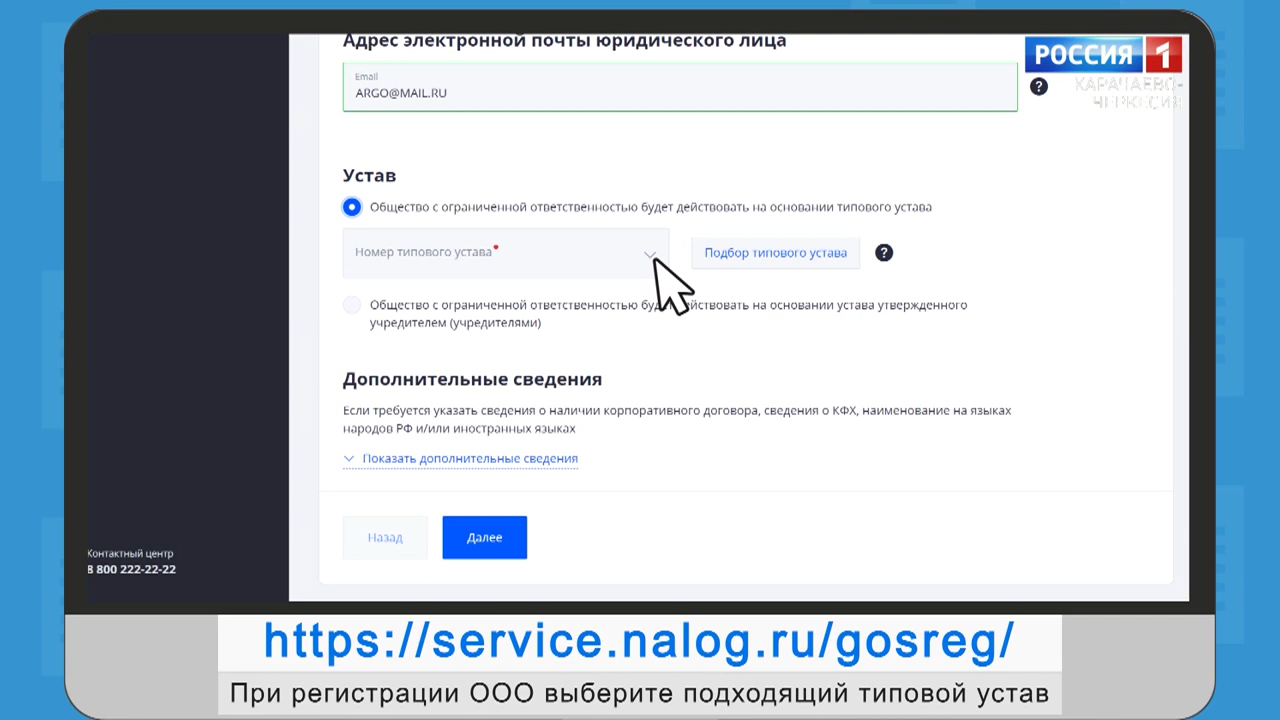 Адрес электронной почты юридического лица
РОССИЯ 1
КАРАЧАЕВО-
ЧЕРКЕСИЯ
Email
ARGO@MAIL.RU
?
Устав
Общество с ограниченной ответственностью будет действовать на основании типового устава
Номер типового устава*
Подбор типового устава
?
Общество с ограниченной ответственностью буд действовать на основании устава утвержденного
учредителем (учредителями)
Дополнительные сведения
Если требуется указать сведения о наличии корпоративного договора, сведения о КФХ, наименование на языках
народов РФ и/или иностранных языках
Показать дополнительные сведения
Назад
Далее
Контактный центр
8 800 222-22-22
https://service.nalog.ru/gosreg/
При регистрации ООО выберите подходящий типовой устав